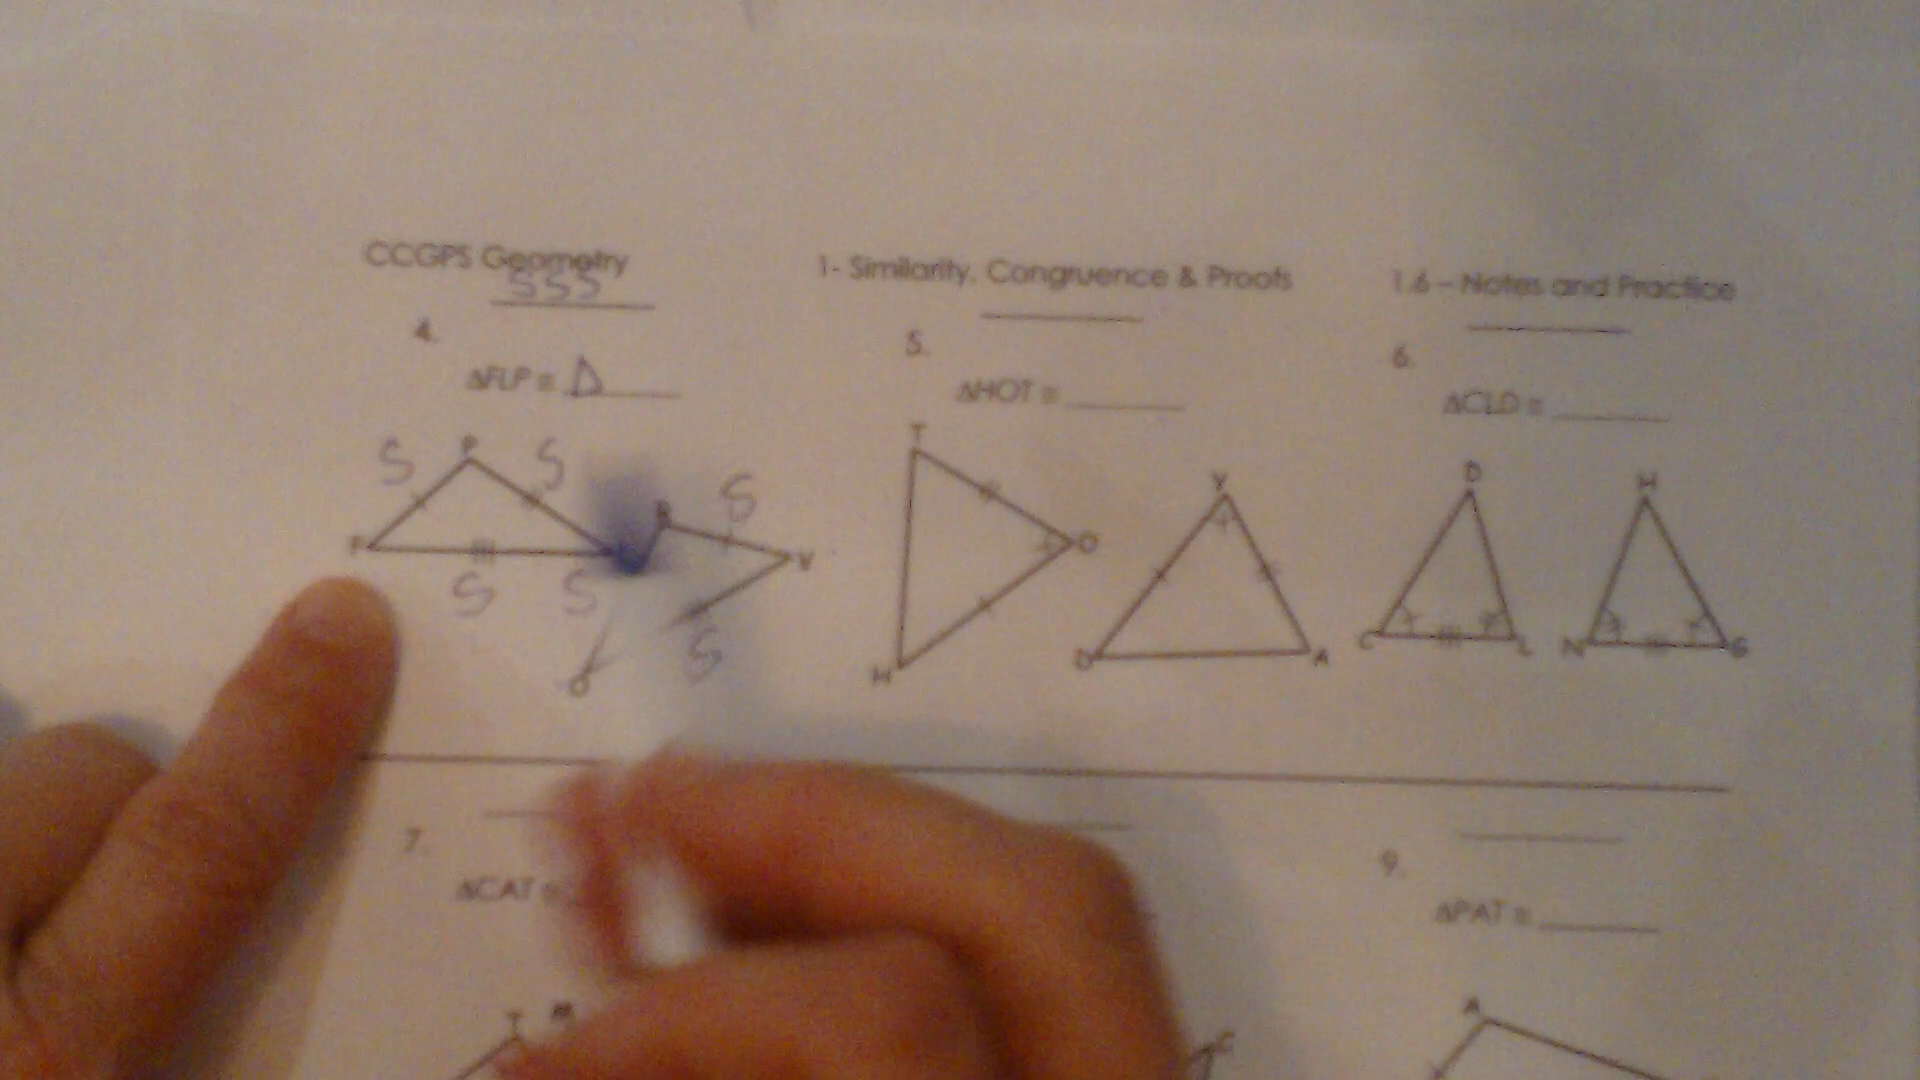 CCGPS Geometry 1- Similarity, Congruence & Proofs 1.6 – Notes and Practice
SSS
4. 5. 6.
ΔFLP ≅ Δ ΔHOT ≅ ΔCLD ≅
S P S S V T Y D H
F V O
S S S
O H D A C L N G
7. 9.
ΔCAT ≅ ΔPAT ≅
T M C A